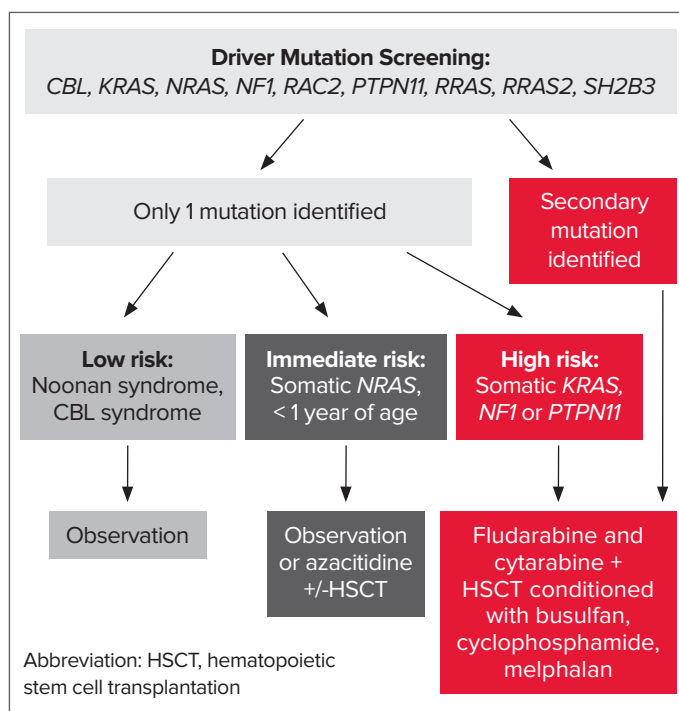 Driver Mutation Screening:
CBL, KRAS, NRAS, NF1, RAC2, PTPN11, RRAS, RRAS2, SH2B3
Only 1 mutation identified
Secondary
mutation
identified
Low risk:
Noonan syndrome,
CBL syndrome
Immediate risk:
Somatic NRAS,
< 1 year of age
High risk:
Somatic KRAS,
NF1 or PTPN11
Observation
Observation
or azacitidine
+/-HSCT
Fludarabine and
cytarabine +
HSCT conditioned
with busulfan,
cyclophosphamide,
melphalan
Abbreviation: HSCT, hematopoietic
stem cell transplantation